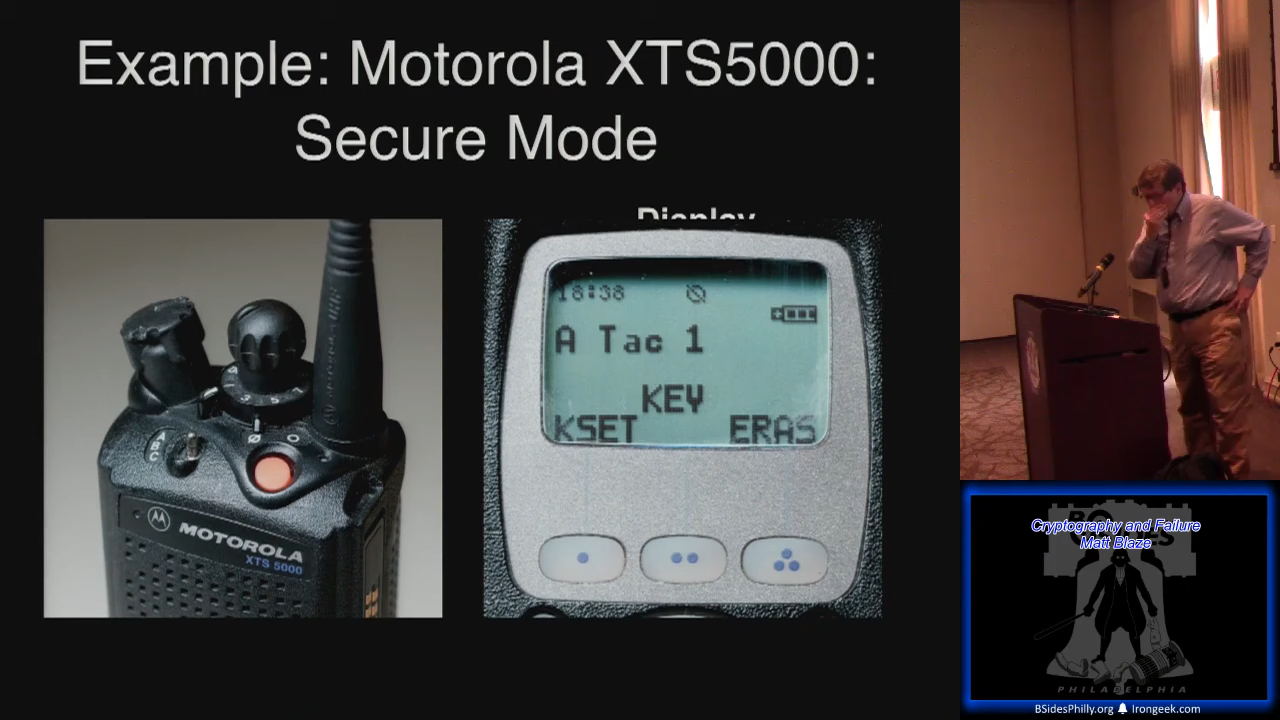 Example: Motorola XTS5000:
Secure Mode
Display
18:38
A Tac 1
KEY
KSET ERAS
A B C
MOTOROLA
XTS 5000
Cryptography and Failure
Matt Blaze
PHILADELPHIA
BSidesPhilly.org Irongeek.com